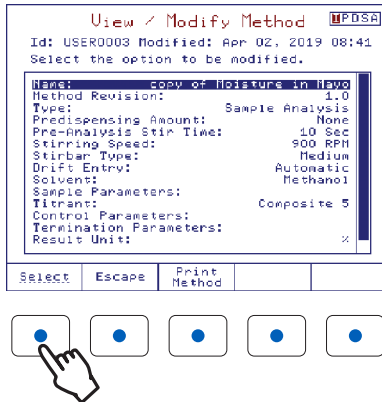 View / Modify Method
MPDSA
Id: USER0003 Modified: Apr 02, 2019 08:41
Select the option to be modified.
Name: copy of Moisture in Mayo
Method Revision: 1.0
Type: Sample Analysis
Predispensing Amount: None
Pre-Analysis Stir Time: 10 Sec
Stirring Speed: 900 RPM
Stirbar Type: Medium
Drift Entry: Automatic
Solvent: Methanol
Sample Parameters:
Titrant: Composite 5
Control Parameters:
Termination Parameters:
Result Unit: %
Select Escape Print
Method